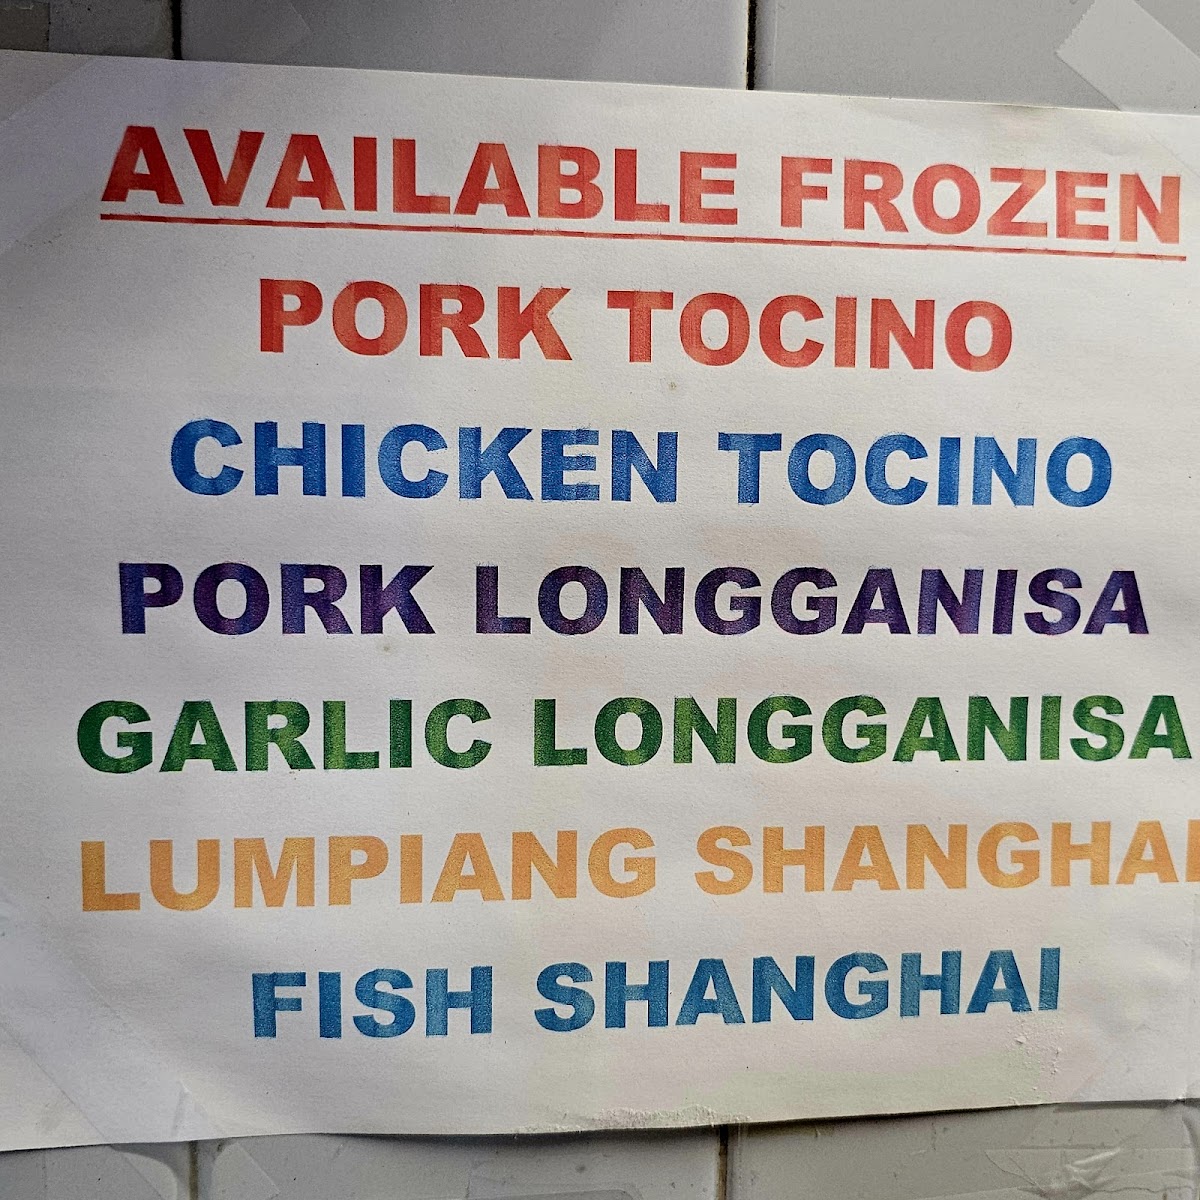 AVAILABLE FROZEN
PORK TOCINO
CHICKEN TOCINO
PORK LONGGANISA
GARLIC LONGGANISA
LUMPIANG SHANGHAI
FISH SHANGHAI